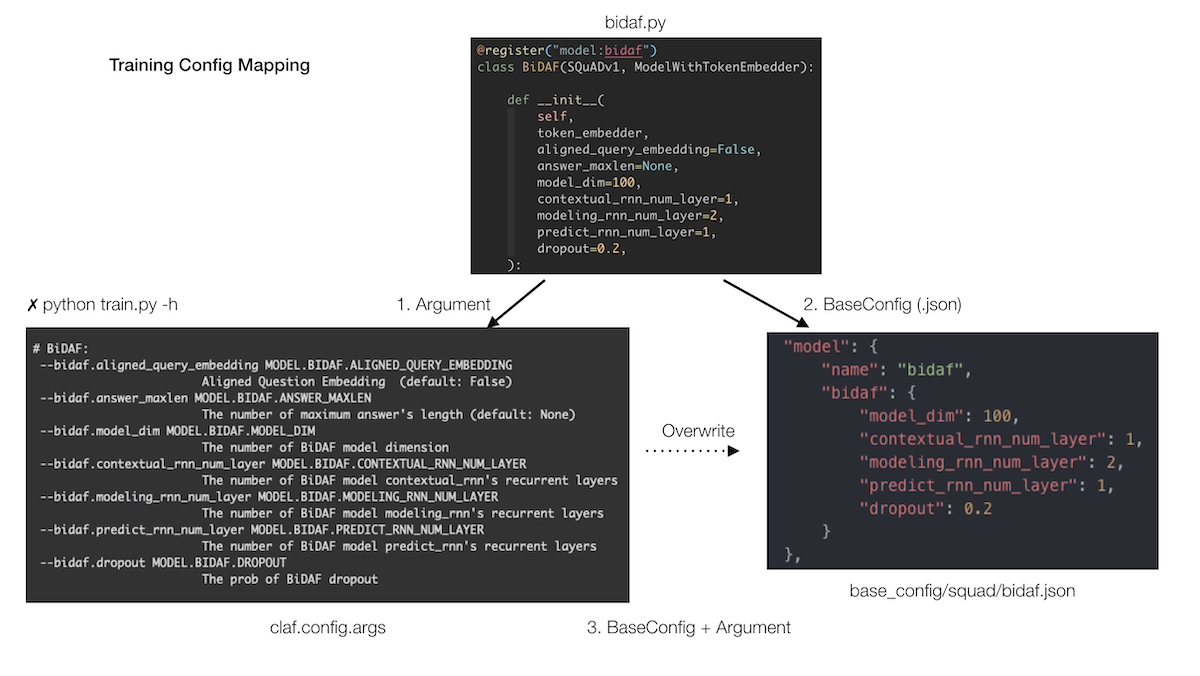 bidaf.py
Training Config Mapping
@register("model:bidaf")
class BiDAF(SQuADv1, ModelWithTokenEmbedder):
def __init__(
self,
token_embedder,
aligned_query_embedding=False,
answer_maxlen=None,
model_dim=100,
contextual_rnn_num_layer=1,
modeling_rnn_num_layer=2,
predict_rnn_num_layer=1,
dropout=0.2,
):
✗ python train.py -h
1. Argument
2. BaseConfig (.json)
# BiDAF:
--bidaf.aligned_query_embedding MODEL.BIDAF.ALIGNED_QUERY_EMBEDDING
Aligned Question Embedding  (default: False)
--bidaf.answer_maxlen MODEL.BIDAF.ANSWER_MAXLEN
The number of maximum answer's length (default: None)
--bidaf.model_dim MODEL.BIDAF.MODEL_DIM
The number of BiDAF model dimension
--bidaf.contextual_rnn_num_layer MODEL.BIDAF.CONTEXTUAL_RNN_NUM_LAYER
The number of BiDAF model contextual_rnn's recurrent layers
--bidaf.modeling_rnn_num_layer MODEL.BIDAF.MODELING_RNN_NUM_LAYER
The number of BiDAF model modeling_rnn's recurrent layers
--bidaf.predict_rnn_num_layer MODEL.BIDAF.PREDICT_RNN_NUM_LAYER
The number of BiDAF model predict_rnn's recurrent layers
--bidaf.dropout MODEL.BIDAF.DROPOUT
The prob of BiDAF dropout
Overwrite
"model": {
"name": "bidaf",
"bidaf": {
"model_dim": 100,
"contextual_rnn_num_layer": 1,
"modeling_rnn_num_layer": 2,
"predict_rnn_num_layer": 1,
"dropout": 0.2
}
},
base_config/squad/bidaf.json
claf.config.args
3. BaseConfig + Argument